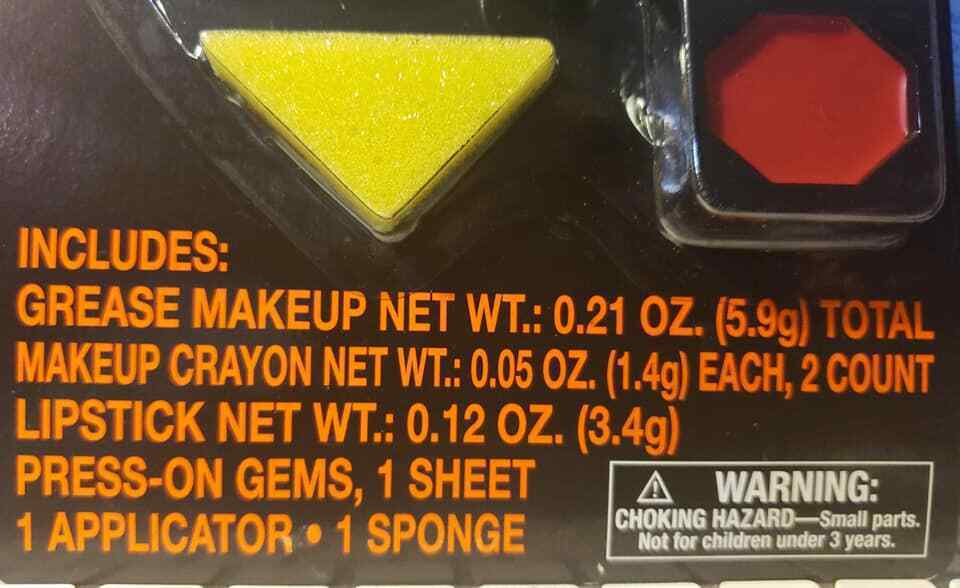 INCLUDES:
GREASE MAKEUP NET WT.: 0.21 OZ. (5.9g) TOTAL
MAKEUP CRAYON NET WT.: 0.05 OZ. (1.4g) EACH, 2 COUNT
LIPSTICK NET WT.: 0.12 OZ. (3.4g)
PRESS-ON GEMS, 1 SHEET
1 APPLICATOR • 1 SPONGE
WARNING:
CHOKING HAZARD—Small parts.
Not for children under 3 years.